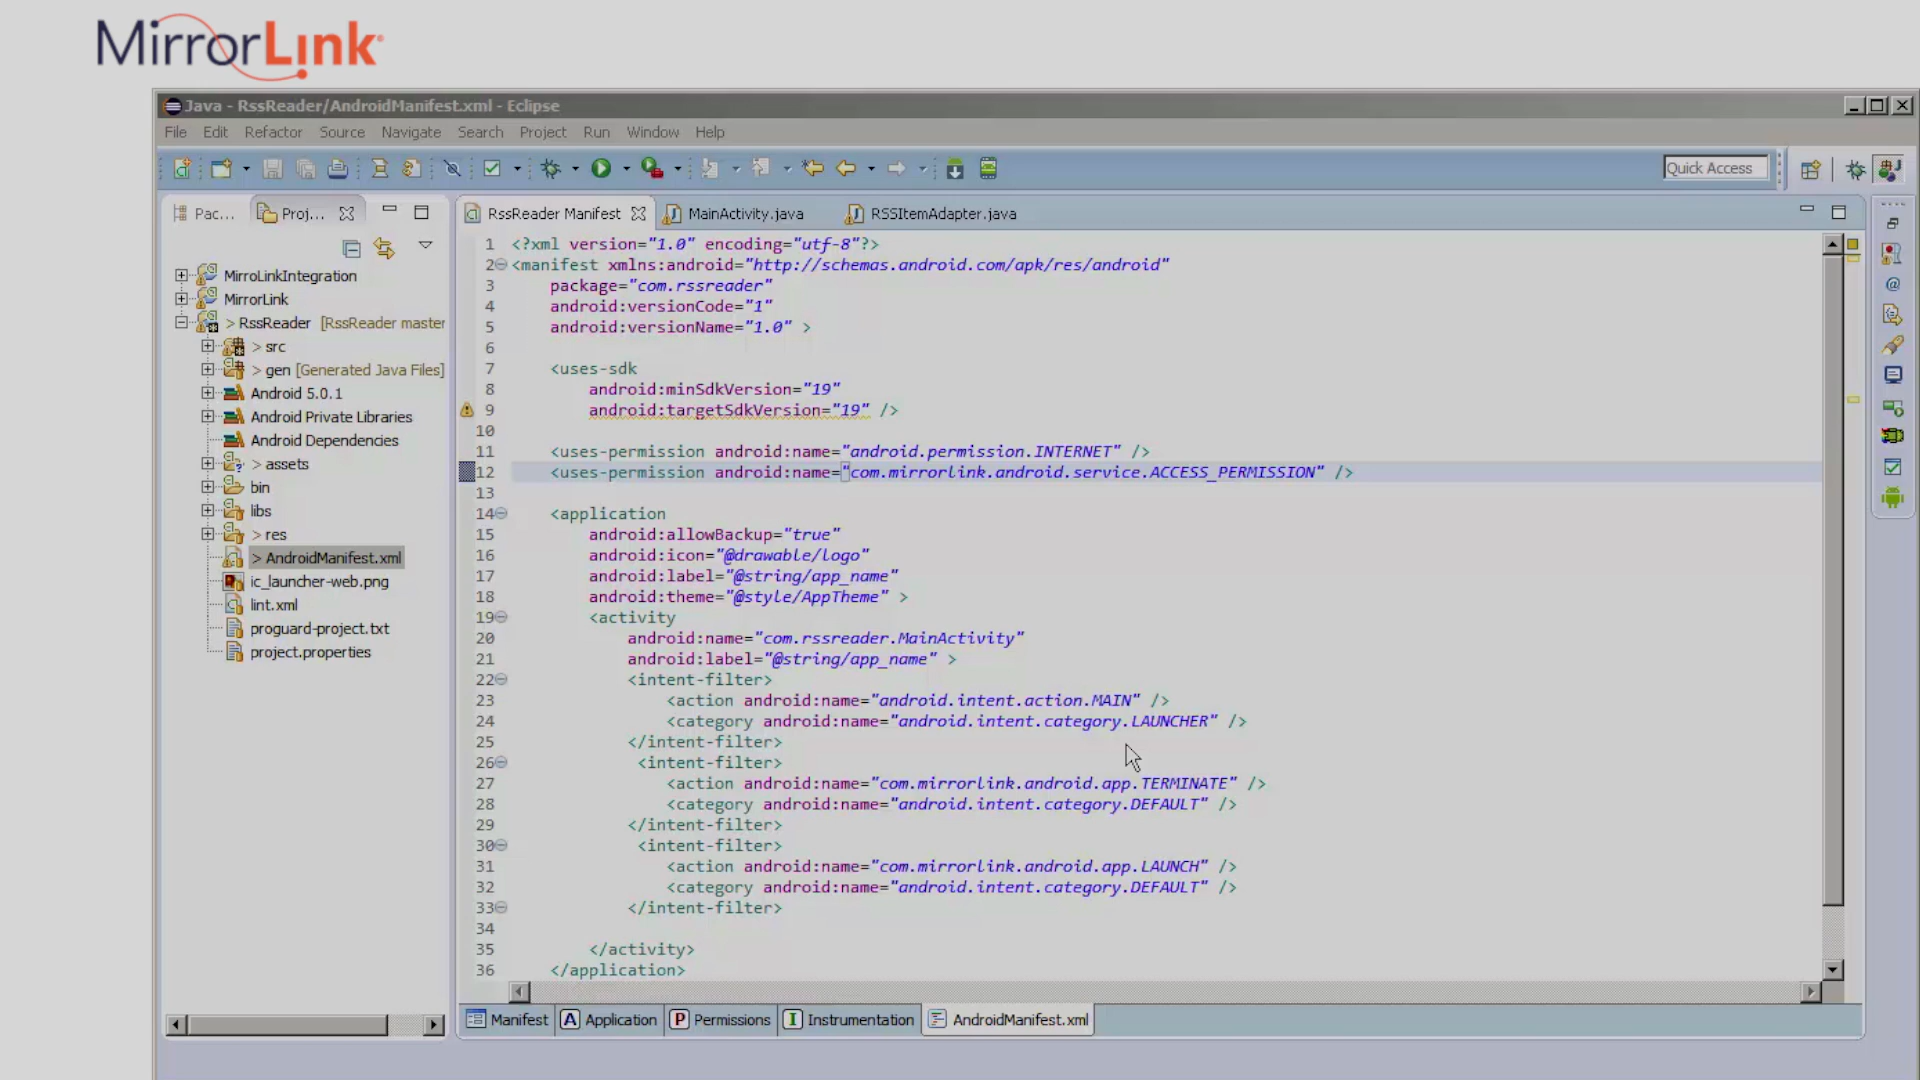 MirrorLink
Java - RssReader/AndroidManifest.xml - Eclipse
File Edit Refactor Source Navigate Search Project Run Window Help
Quick Access
Pac... Proj...
RssReader Manifest MainActivity.java RSSItemAdapter.java
MirroLinkIntegration
MirrorLink
> RssReader [RssReader master
> src
> gen [Generated Java Files]
Android 5.0.1
Android Private Libraries
Android Dependencies
> assets
bin
libs
> res
> AndroidManifest.xml
ic_launcher-web.png
lint.xml
proguard-project.txt
project.properties
1 <?xml version="1.0" encoding="utf-8"?>
2 <manifest xmlns:android="http://schemas.android.com/apk/res/android"
3 package="com.rssreader"
4 android:versionCode="1"
5 android:versionName="1.0" >
6
7 <uses-sdk
8 android:minSdkVersion="19"
9 android:targetSdkVersion="19" />
10
11 <uses-permission android:name="android.permission.INTERNET" />
12 <uses-permission android:name="com.mirrorlink.android.service.ACCESS_PERMISSION" />
13
14 <application
15 android:allowBackup="true"
16 android:icon="@drawable/logo"
17 android:label="@string/app_name"
18 android:theme="@style/AppTheme" >
19 <activity
20 android:name="com.rssreader.MainActivity"
21 android:label="@string/app_name" >
22 <intent-filter>
23 <action android:name="android.intent.action.MAIN" />
24 <category android:name="android.intent.category.LAUNCHER" />
25 </intent-filter>
26 <intent-filter>
27 <action android:name="com.mirrorlink.android.app.TERMINATE" />
28 <category android:name="android.intent.category.DEFAULT" />
29 </intent-filter>
30 <intent-filter>
31 <action android:name="com.mirrorlink.android.app.LAUNCH" />
32 <category android:name="android.intent.category.DEFAULT" />
33 </intent-filter>
34
35 </activity>
36 </application>
Manifest A Application P Permissions I Instrumentation AndroidManifest.xml